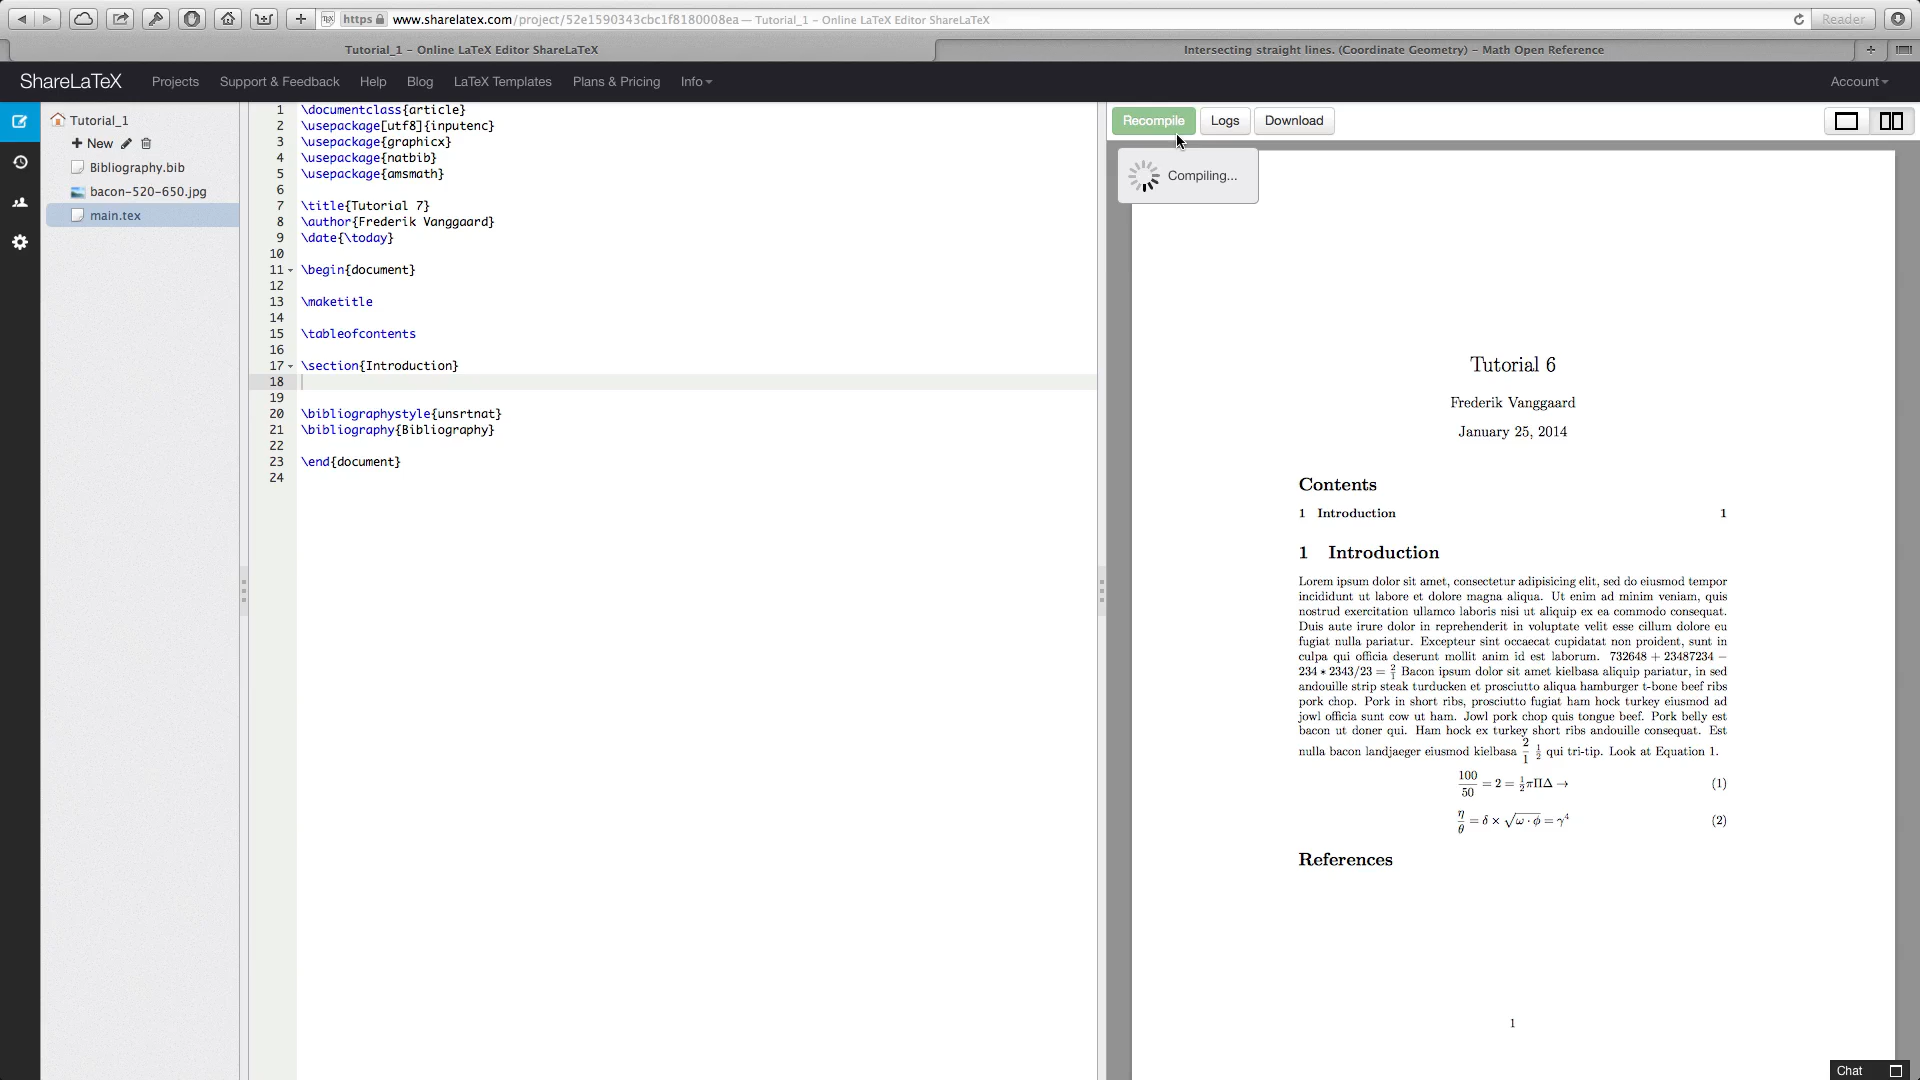 https www.sharelatex.com/project/52e1590343cbc1f8180008ea — Tutorial_1 – Online LaTeX Editor ShareLaTeX Reader
Tutorial_1 – Online LaTeX Editor ShareLaTeX
Intersecting straight lines. (Coordinate Geometry) – Math Open Reference
ShareLaTeX Projects Support & Feedback Help Blog LaTeX Templates Plans & Pricing Info Account
Tutorial_1
New
Bibliography.bib
bacon-520-650.jpg
main.tex
1 \documentclass{article}
2 \usepackage[utf8]{inputenc}
3 \usepackage{graphicx}
4 \usepackage{natbib}
5 \usepackage{amsmath}
6
7 \title{Tutorial 7}
8 \author{Frederik Vanggaard}
9 \date{\today}
10
11 \begin{document}
12
13 \maketitle
14
15 \tableofcontents
16
17 \section{Introduction}
18
19
20 \bibliographystyle{unsrtnat}
21 \bibliography{Bibliography}
22
23 \end{document}
24
Recompile Logs Download
Compiling...
Tutorial 6
Frederik Vanggaard
January 25, 2014
Contents
1 Introduction 1
1 Introduction
Lorem ipsum dolor sit amet, consectetur adipisicing elit, sed do eiusmod tempor
incididunt ut labore et dolore magna aliqua. Ut enim ad minim veniam, quis
nostrud exercitation ullamco laboris nisi ut aliquip ex ea commodo consequat.
Duis aute irure dolor in reprehenderit in voluptate velit esse cillum dolore eu
fugiat nulla pariatur. Excepteur sint occaecat cupidatat non proident, sunt in
culpa qui officia deserunt mollit anim id est laborum. 732648 + 23487234 −
234 ∗ 2343/23 = 2/1 Bacon ipsum dolor sit amet kielbasa aliquip pariatur, in sed
andouille strip steak turducken et prosciutto aliqua hamburger t-bone beef ribs
pork chop. Pork in short ribs, prosciutto fugiat ham hock turkey eiusmod ad
jowl officia sunt cow ut ham. Jowl pork chop quis tongue beef. Pork belly est
bacon ut doner qui. Ham hock ex turkey short ribs andouille consequat. Est
nulla bacon landjaeger eiusmod kielbasa 2/1 1/2 qui tri-tip. Look at Equation 1.
100/50 = 2 = 1/2 πΠΔ → (1)
η/θ = δ × √ω · φ = γ⁴ (2)
References
1
Chat